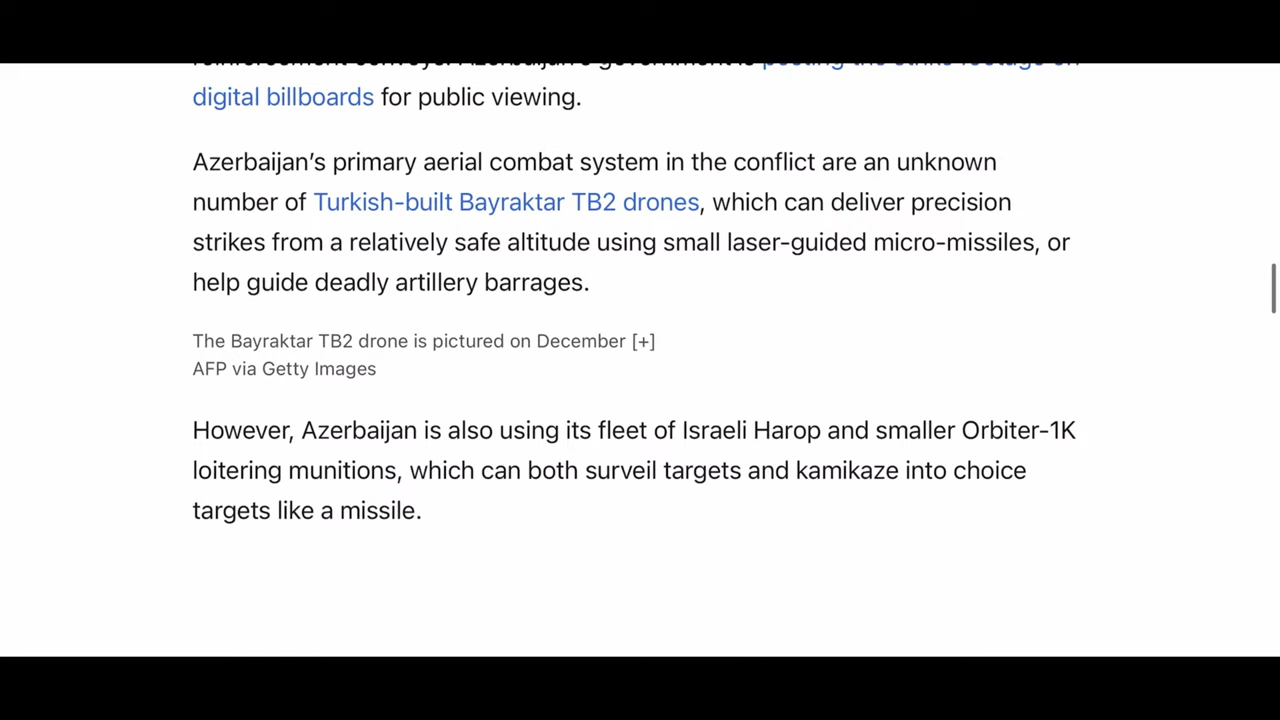 digital billboards for public viewing.
Azerbaijan’s primary aerial combat system in the conflict are an unknown
number of Turkish-built Bayraktar TB2 drones, which can deliver precision
strikes from a relatively safe altitude using small laser-guided micro-missiles, or
help guide deadly artillery barrages.
The Bayraktar TB2 drone is pictured on December [+]
AFP via Getty Images
However, Azerbaijan is also using its fleet of Israeli Harop and smaller Orbiter-1K
loitering munitions, which can both surveil targets and kamikaze into choice
targets like a missile.